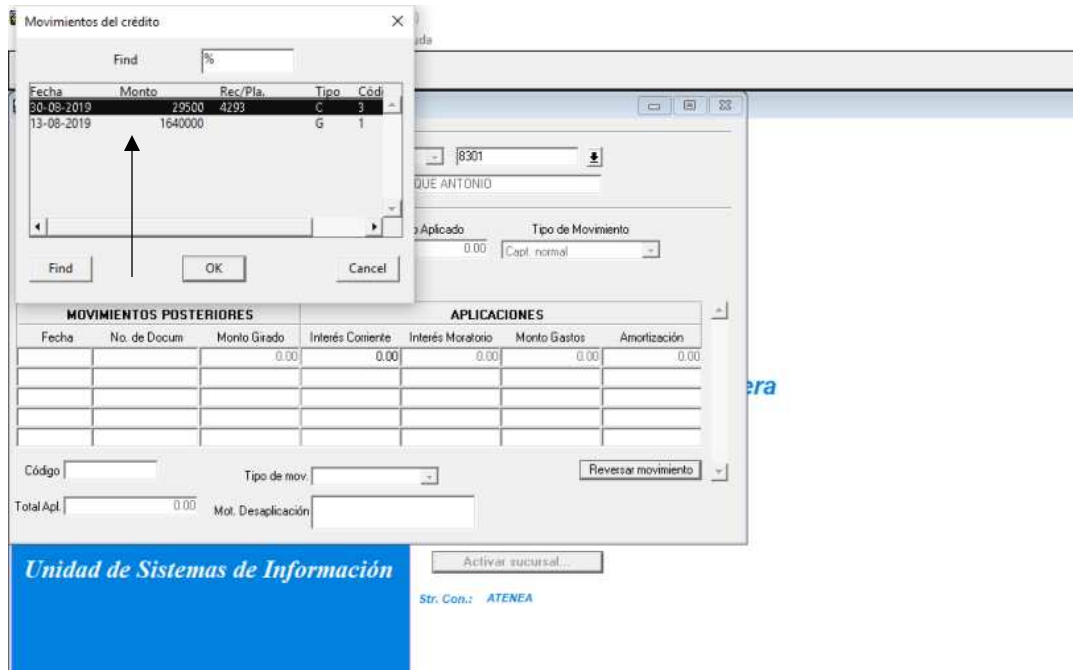 Movimientos del crédito
)
uda
Find %
Fecha Monto Rec/Pla. Tipo Códi
30-08-2019 29500 4293 C 3
13-08-2019 1640000 G 1
8301
QUE ANTONIO
Aplicado Tipo de Movimiento
0.00 Capt. normal
Find OK Cancel
MOVIMIENTOS POSTERIORES APLICACIONES
Fecha No. de Docum Monto Girado Interés Corriente Interés Moratorio Monto Gastos Amortización
0.00 0.00 0.00 0.00 0.00
era
Código Tipo de mov. Reversar movimiento
Total Apl. 0.00 Mot. Desaplicación
Unidad de Sistemas de Información
Activar sucursal...
Str. Con.: ATENEA